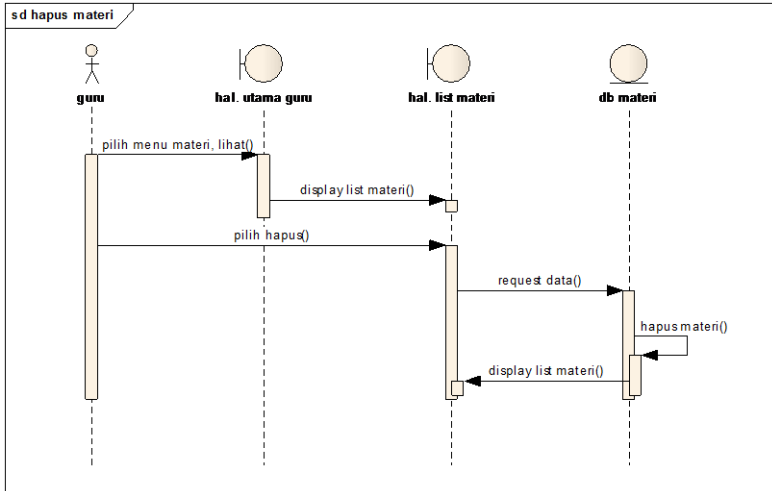 sd hapus materi
guru
hal. utama guru
hal. list materi
db materi
pilih menu materi, lihat()
display list materi()
pilih hapus()
request data()
hapus materi()
display list materi()